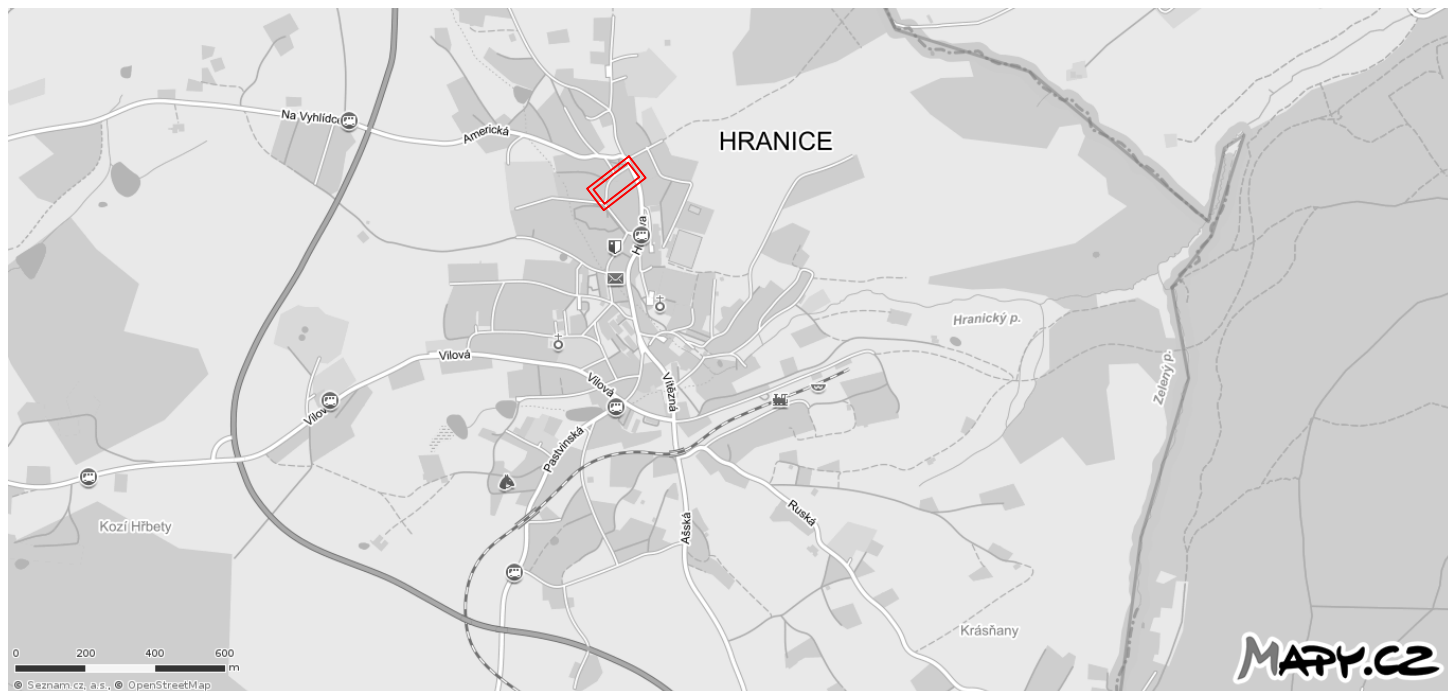 Na Vyhlídce
Americká
HRANICE
Hranický p.
Vilová
Vilová
Vítězná
Zelený p.
Pastvinská
Ruská
Ašská
Kozí Hřbety
Krásňany
0 200 400 600
m
© Seznam.cz, a.s., © OpenStreetMap
MAPY.CZ